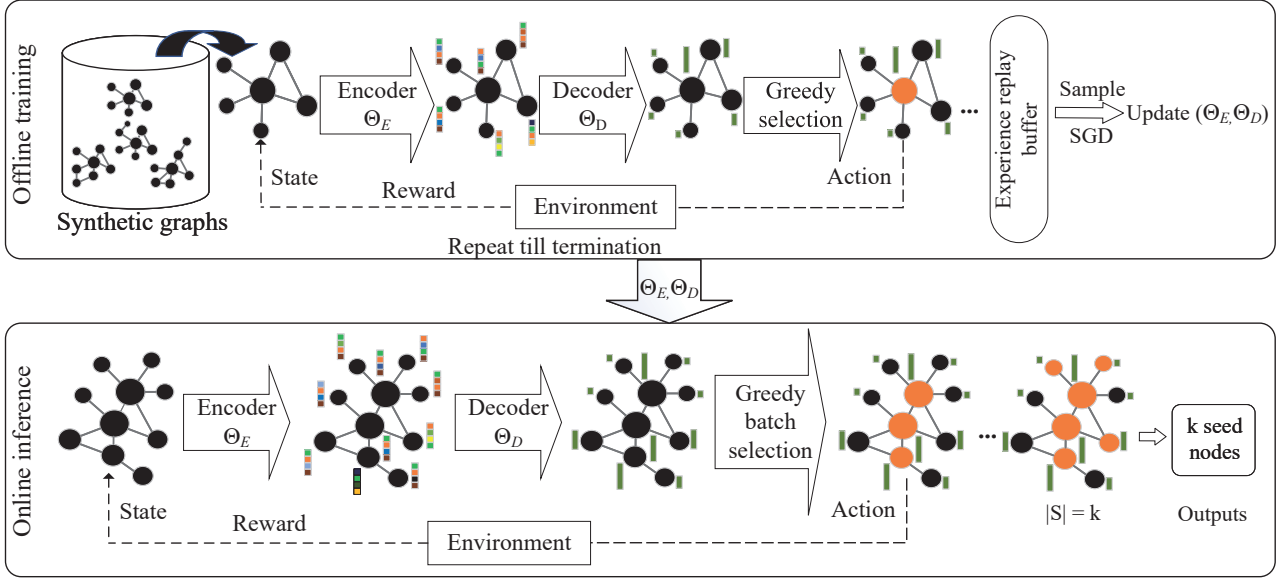 Offline training
Synthetic graphs
Encoder
Θ_E
Decoder
Θ_D
Greedy
selection
...
Experience replay
buffer
Sample
SGD
Update (Θ_E,Θ_D)
State
Reward
Environment
Action
Repeat till termination
Θ_E,Θ_D
Online inference
Encoder
Θ_E
Decoder
Θ_D
Greedy
batch
selection
...
k seed
nodes
State
Reward
Environment
Action
|S| = k
Outputs